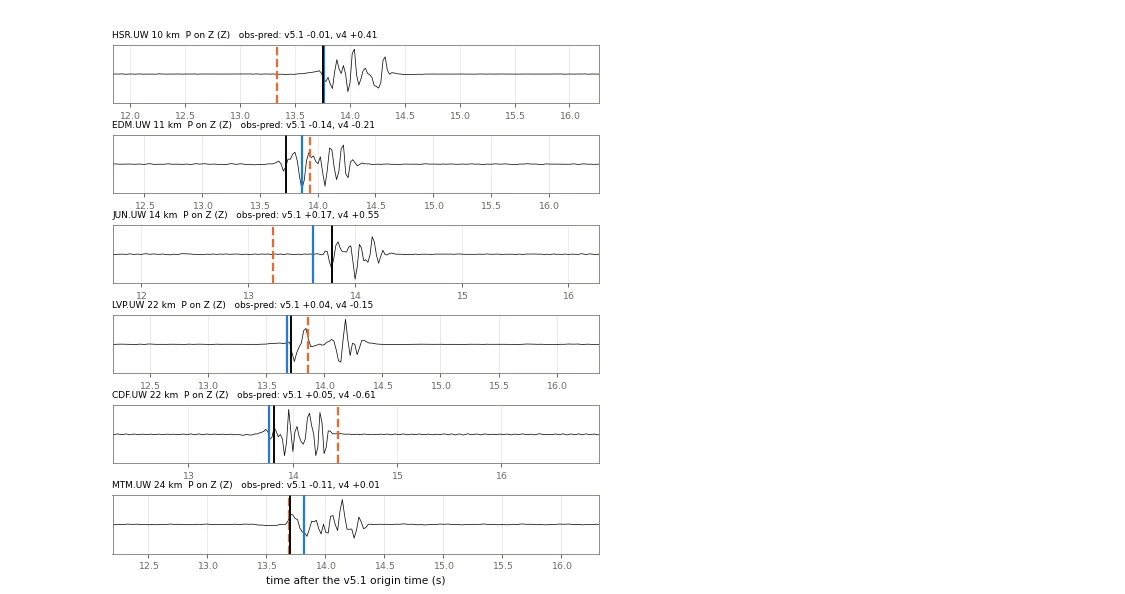 HSR.UW 10 km  P on Z (Z)   obs-pred: v5.1 -0.01, v4 +0.41
12.0 12.5 13.0 13.5 14.0 14.5 15.0 15.5 16.0
EDM.UW 11 km  P on Z (Z)   obs-pred: v5.1 -0.14, v4 -0.21
12.5 13.0 13.5 14.0 14.5 15.0 15.5 16.0
JUN.UW 14 km  P on Z (Z)   obs-pred: v5.1 +0.17, v4 +0.55
12 13 14 15 16
LVP.UW 22 km  P on Z (Z)   obs-pred: v5.1 +0.04, v4 -0.15
12.5 13.0 13.5 14.0 14.5 15.0 15.5 16.0
CDF.UW 22 km  P on Z (Z)   obs-pred: v5.1 +0.05, v4 -0.61
13 14 15 16
MTM.UW 24 km  P on Z (Z)   obs-pred: v5.1 -0.11, v4 +0.01
12.5 13.0 13.5 14.0 14.5 15.0 15.5 16.0
time after the v5.1 origin time (s)